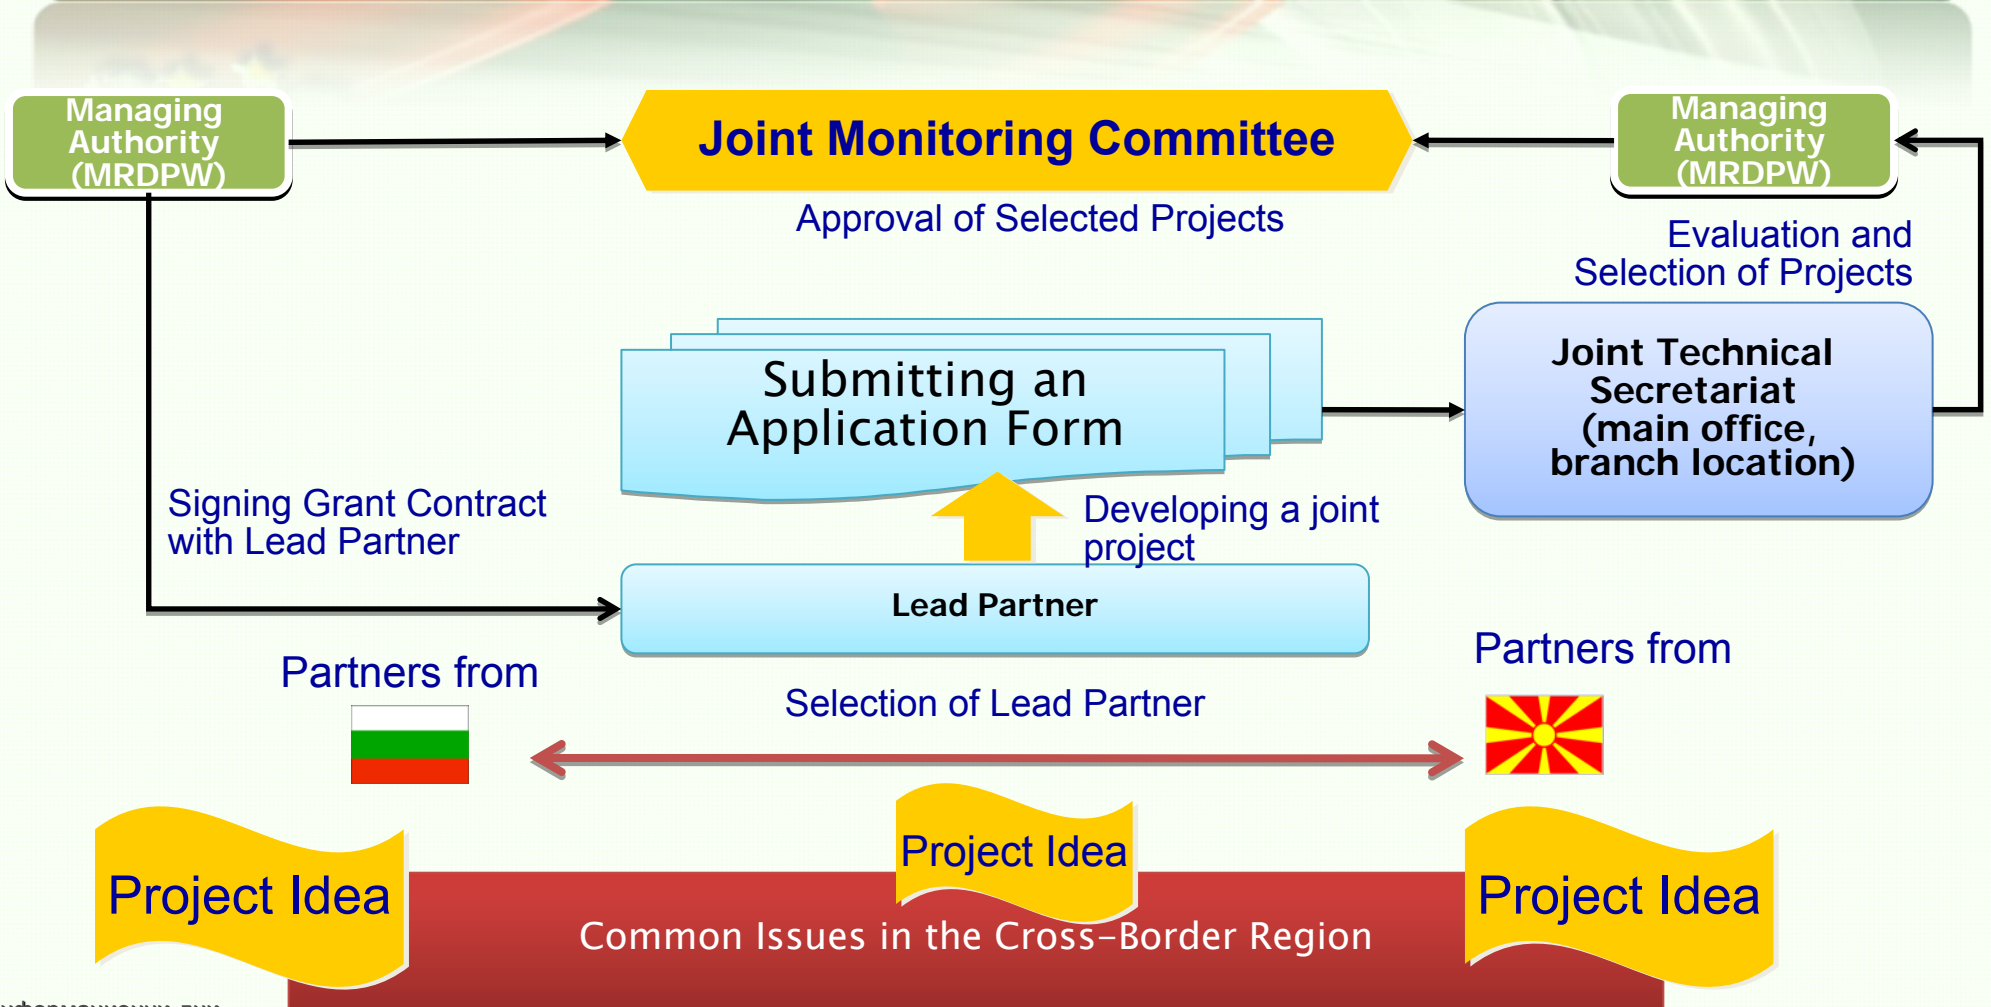 Managing
Authority
(MRDPW)
Joint Monitoring Committee
Managing
Authority
(MRDPW)
Approval of Selected Projects
Evaluation and
Selection of Projects
Submitting an
Application Form
Joint Technical
Secretariat
(main office,
branch location)
Signing Grant Contract
with Lead Partner
Developing a joint
project
Lead Partner
Partners from
Partners from
Selection of Lead Partner
Project Idea
Project Idea
Project Idea
Common Issues in the Cross-Border Region